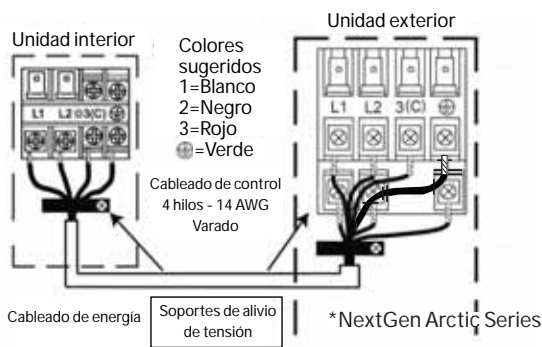 Unidad interior
Unidad exterior
Colores
sugeridos
1=Blanco
2=Negro
3=Rojo
=Verde
L1 L2 3(C)
L1 L2 3(C)
Cableado de control
4 hilos - 14 AWG
Varado
Cableado de energía
Soportes de alivio
de tensión
*NextGen Arctic Series